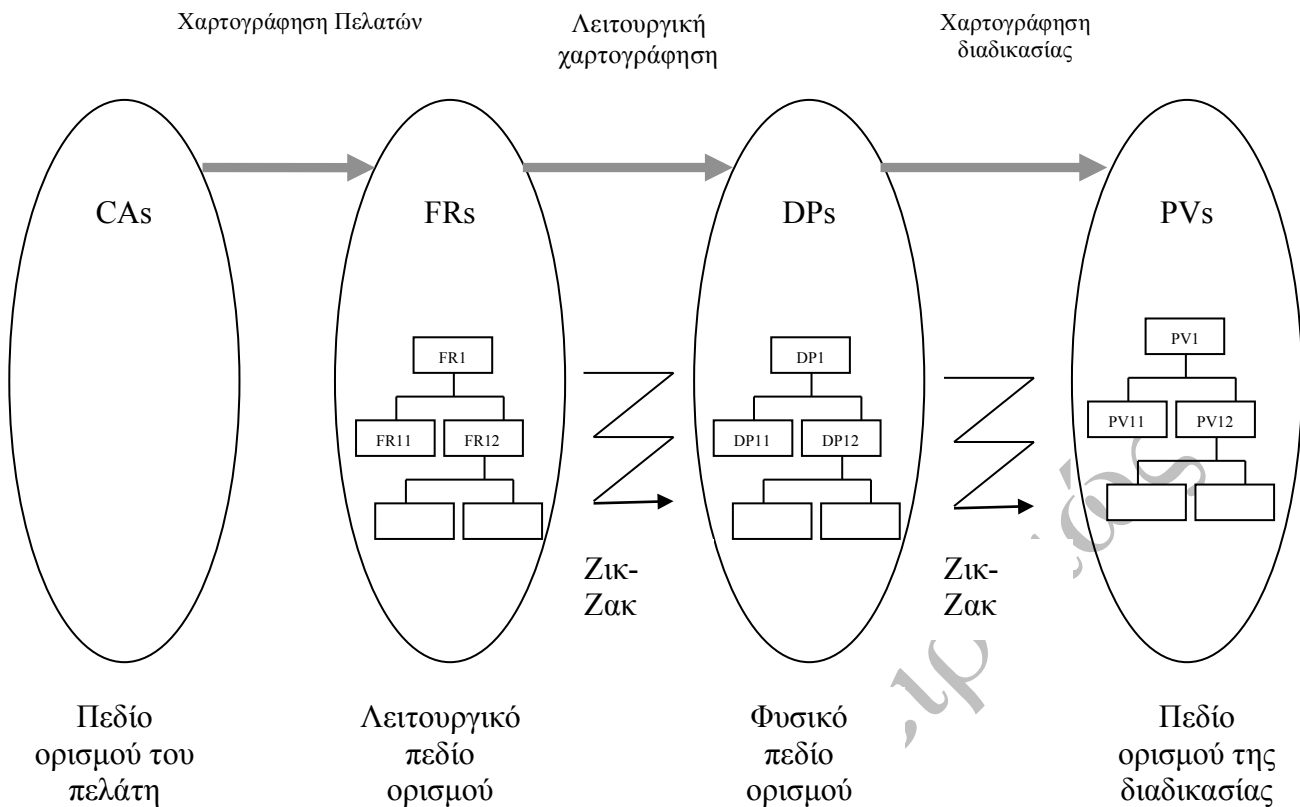 Χαρτογράφηση Πελατών
Λειτουργική
χαρτογράφηση
Χαρτογράφηση
διαδικασίας
CAs
FRs
DPs
PVs
FR1
FR11
FR12
DP1
DP11
DP12
PV1
PV11
PV12
Ζικ-
Ζακ
Ζικ-
Ζακ
Πεδίο
ορισμού του
πελάτη
Λειτουργικό
πεδίο
ορισμού
Φυσικό
πεδίο
ορισμού
Πεδίο
ορισμού της
διαδικασίας